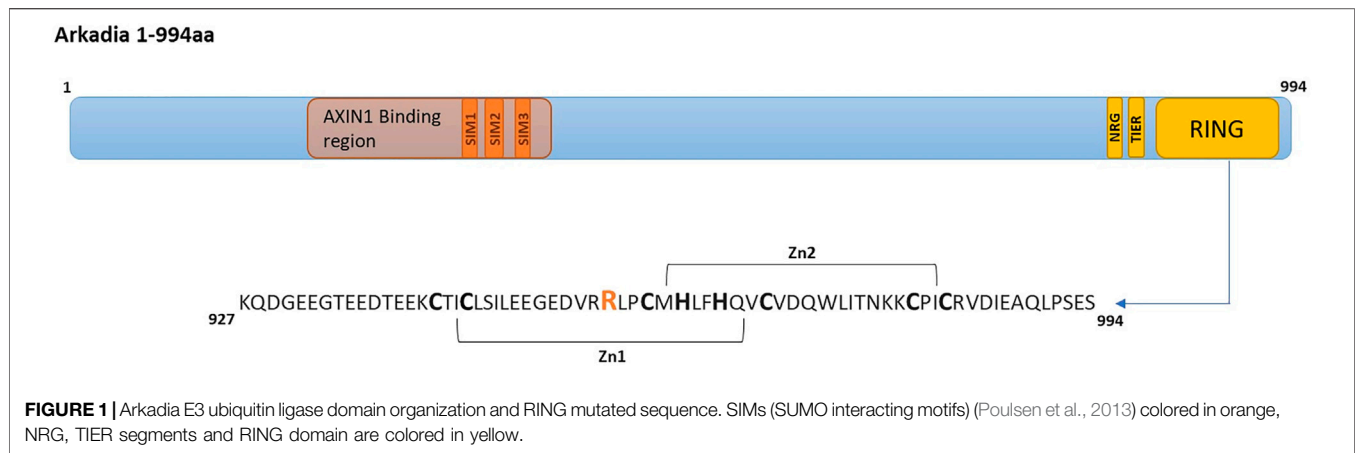 Arkadia 1-994aa
1
994
AXIN1 Binding
region
SIM1
SIM2
SIM3
NRG
TIER
RING
Zn2
KQDGEEGTEEDTEEKCTICLSILEEGEDVRRLPCMHLFHQVCVDQWLITNKKCPICRVDIEAQLPSES
927
994
Zn1
FIGURE 1 | Arkadia E3 ubiquitin ligase domain organization and RING mutated sequence. SIMs (SUMO interacting motifs) (Poulsen et al., 2013) colored in orange,
NRG, TIER segments and RING domain are colored in yellow.